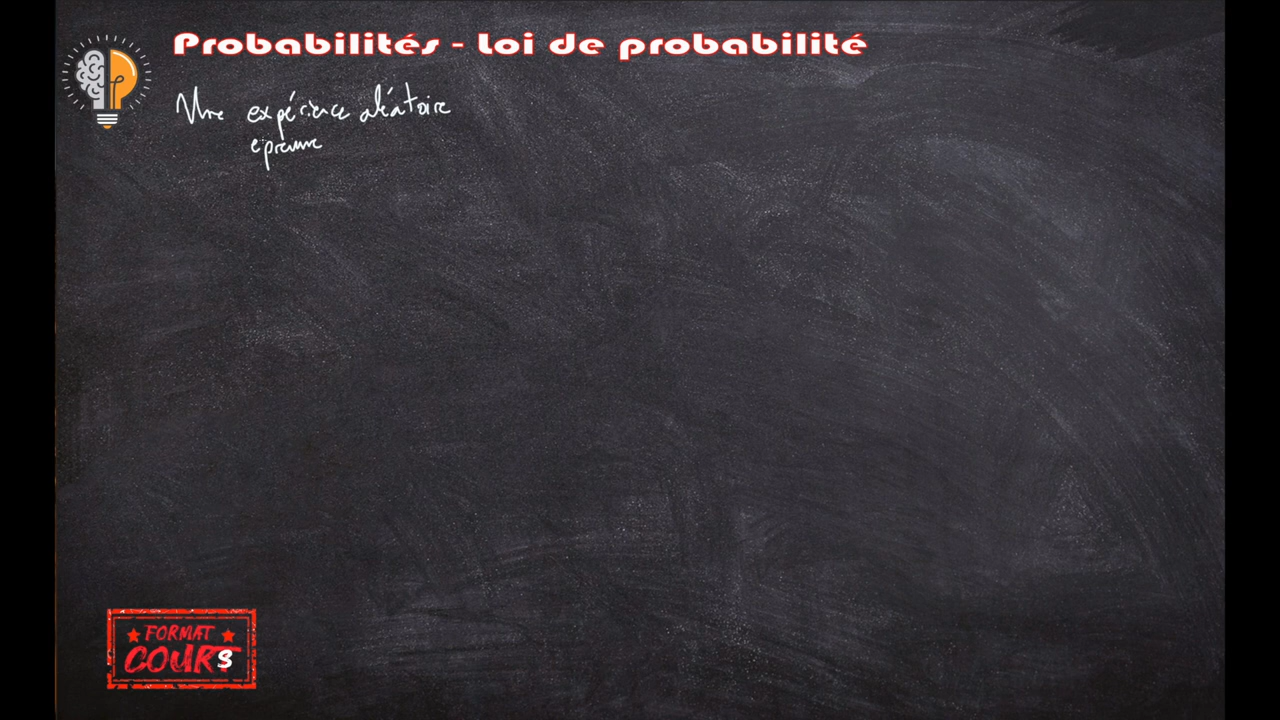 Probabilités - Loi de probabilité
Une expérience aléatoire
épreuve
FORMAT
COURS